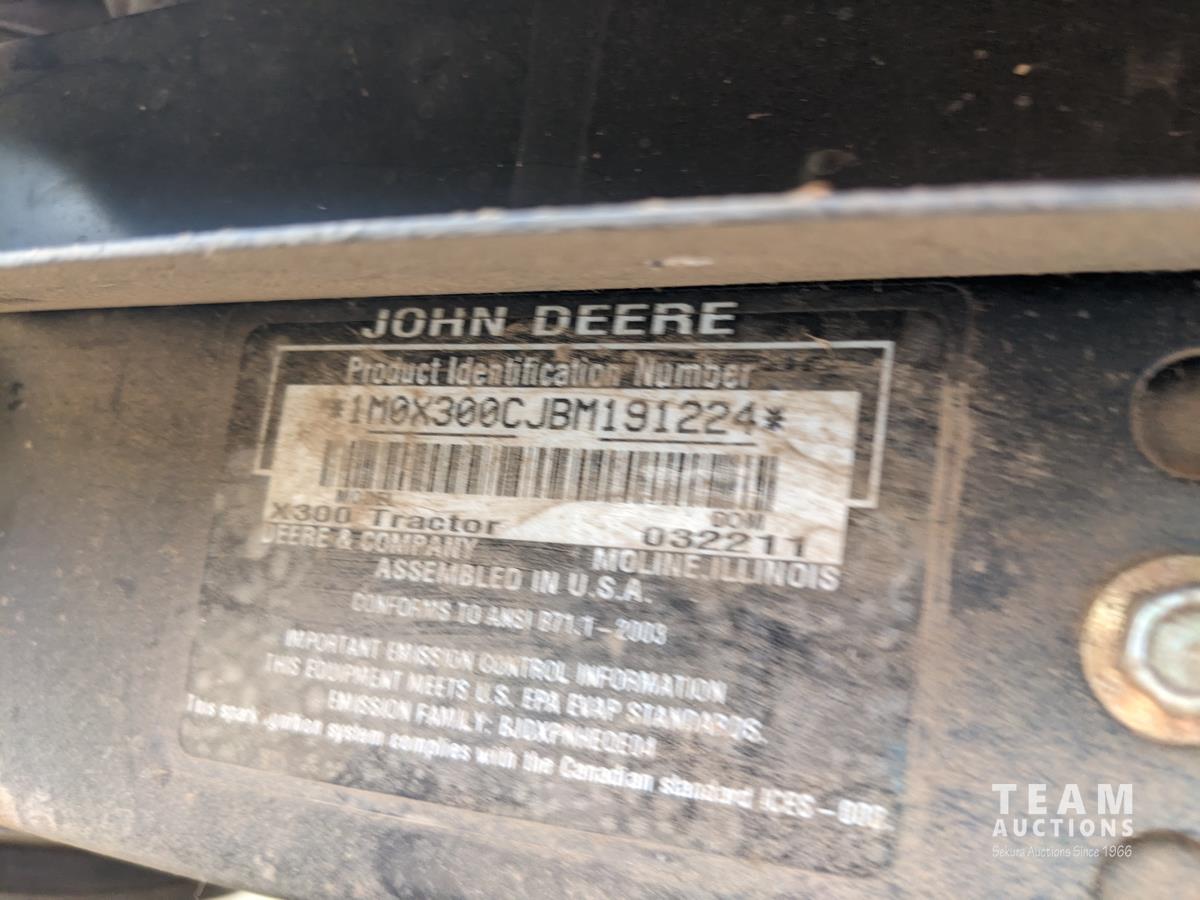 JOHN DEERE
Product Identification Number
*1M0X300CJBM191224*
MODEL
DOM
X300 Tractor 032211
DEERE & COMPANY MOLINE, ILLINOIS
ASSEMBLED IN U.S.A.
CONFORMS TO ANSI B71.1 - 2003
IMPORTANT EMISSION CONTROL INFORMATION
THIS EQUIPMENT MEETS U.S. EPA EVAP STANDARDS.
EMISSION FAMILY:
This spark ignition system complies with the Canadian standard ICES -
TEAM
AUCTIONS
Sekura Auctions Since 1966